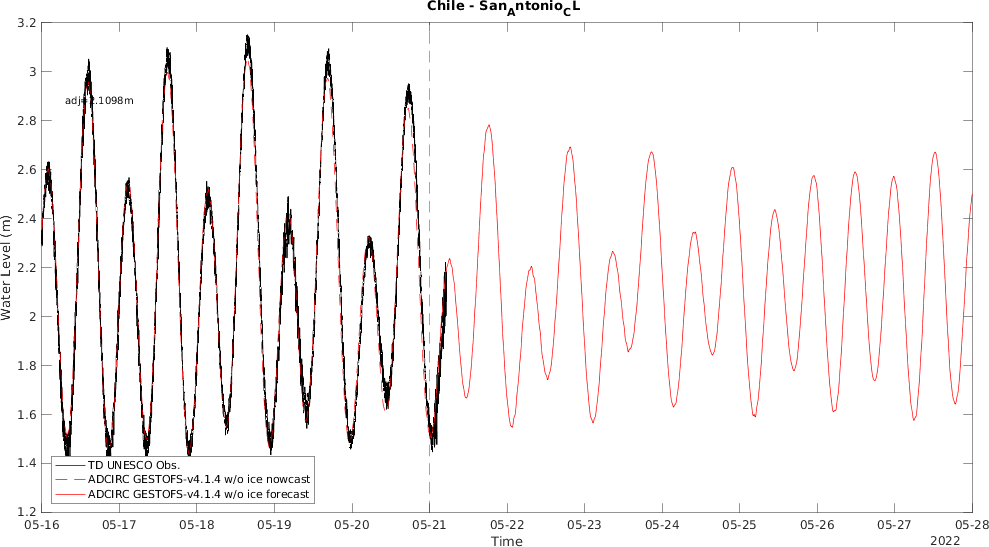 Chile - SanAntonioCL
3.2
3
2.8
2.6
2.4
2.2
2
1.8
1.6
1.4
1.2
Water Level (m)
adj=2.1098m
TD UNESCO Obs.
ADCIRC GESTOFS-v4.1.4 w/o ice nowcast
ADCIRC GESTOFS-v4.1.4 w/o ice forecast
05-16 05-17 05-18 05-19 05-20 05-21 05-22 05-23 05-24 05-25 05-26 05-27 05-28
Time
2022